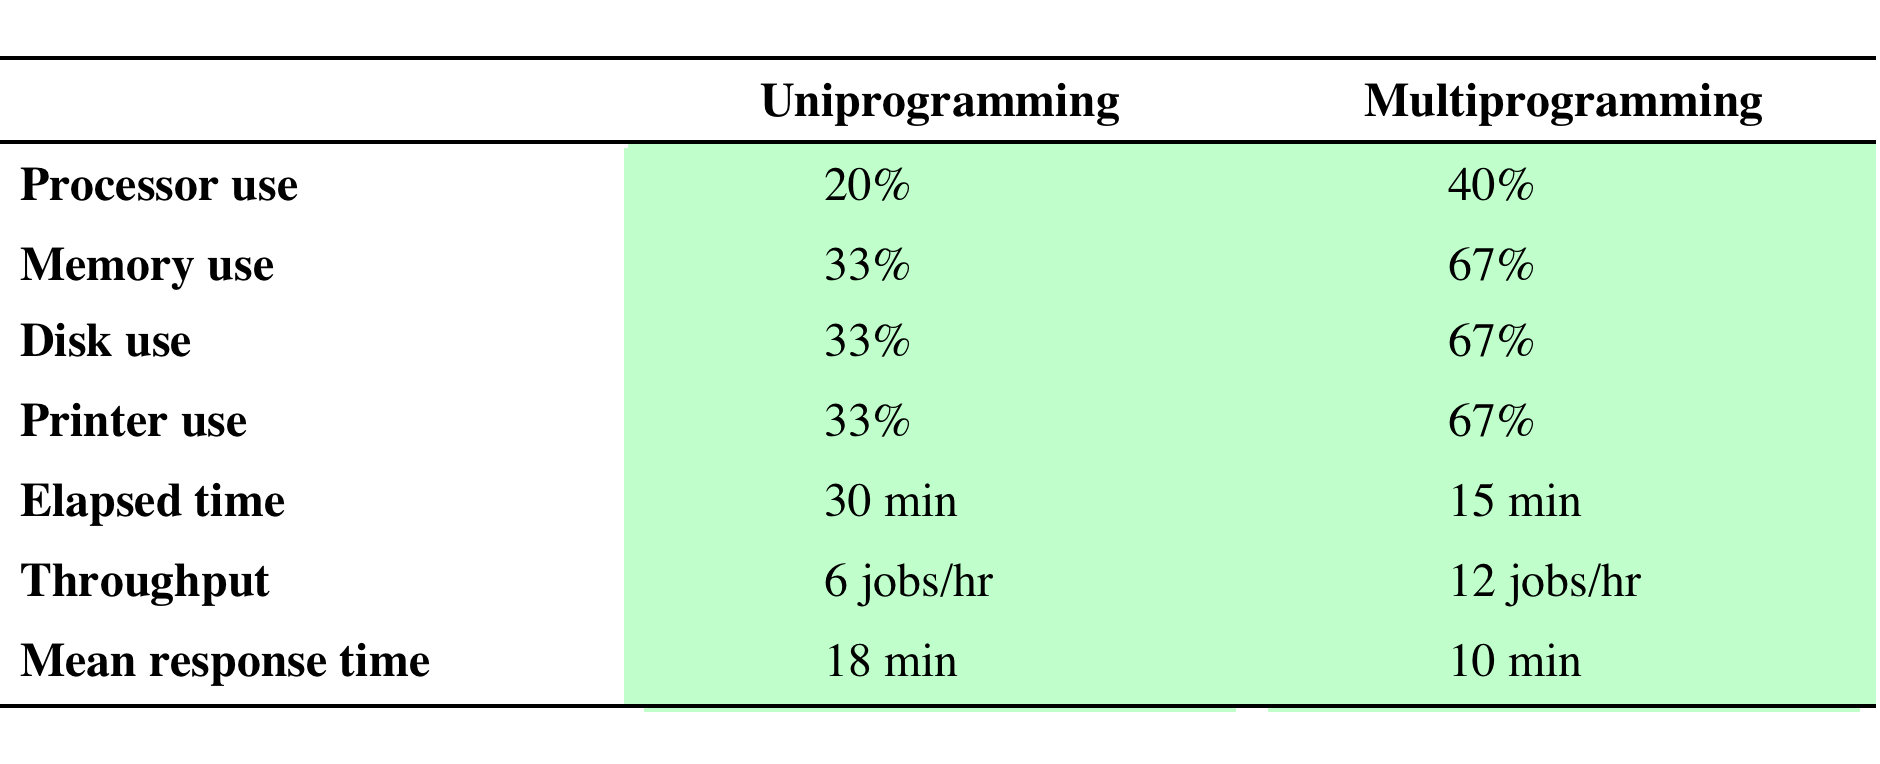 Uniprogramming Multiprogramming
Processor use 20% 40%
Memory use 33% 67%
Disk use 33% 67%
Printer use 33% 67%
Elapsed time 30 min 15 min
Throughput 6 jobs/hr 12 jobs/hr
Mean response time 18 min 10 min